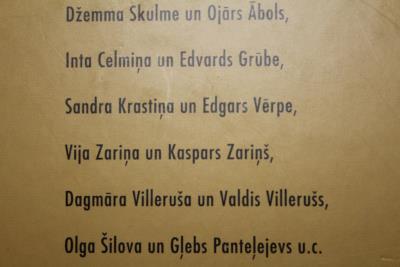 Džemma Skulme un Ojārs Ābols,
Inta Celmiņa un Edvards Grūbe,
Sandra Krastiņa un Edgars Vērpe,
Vija Zariņa un Kaspars Zariņš,
Dagmāra Villeruša un Valdis Villerušs,
Olga Šilova un Gļebs Panteļejevs u.c.